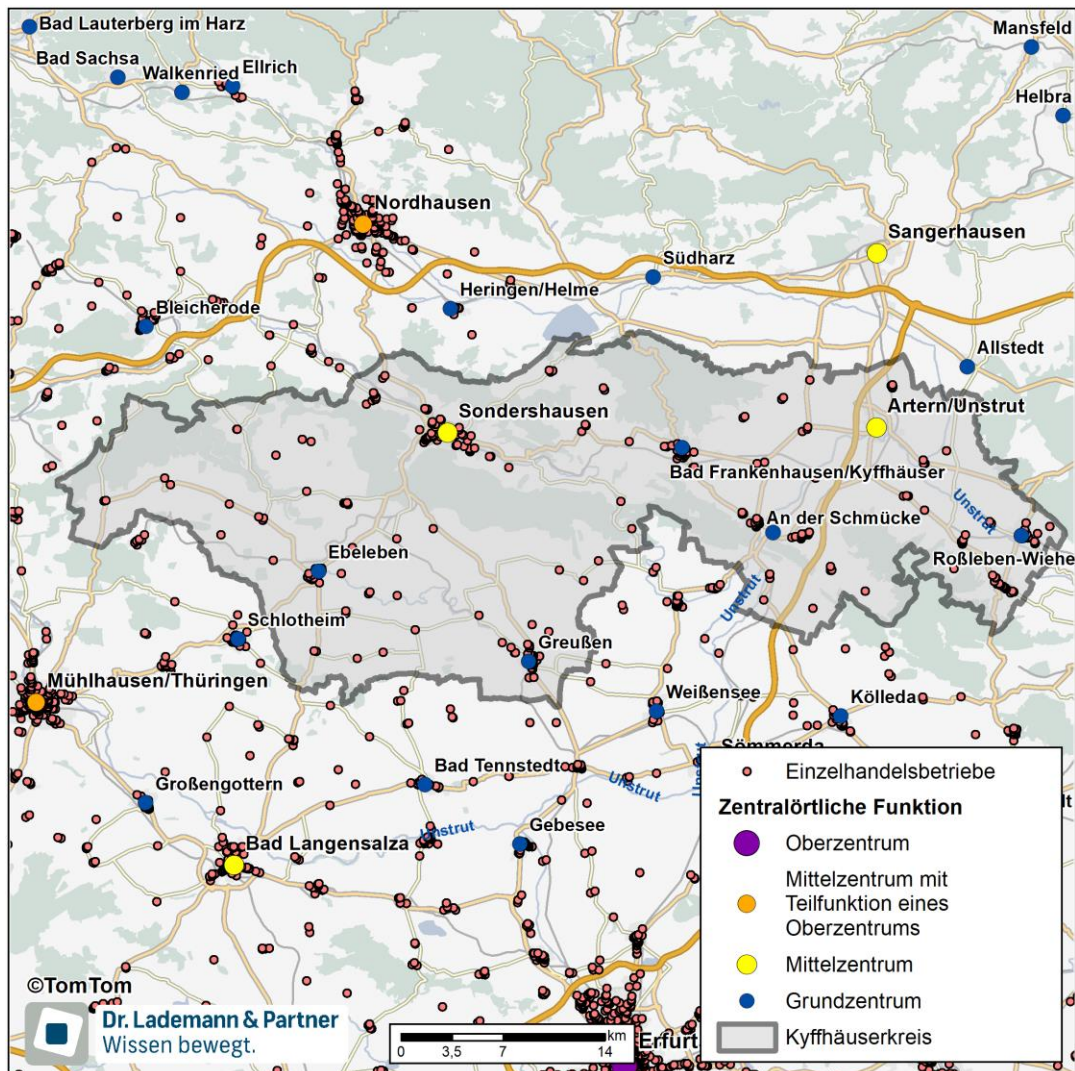 Bad Lauterberg im Harz
Mansfeld
Bad Sachsa
Walkenried
Ellrich
Helbra
Nordhausen
Sangerhausen
Südharz
Heringen/Helme
Bleicherode
Allstedt
Sondershausen
Artern/Unstrut
Bad Frankenhausen/Kyffhäuser
Unstrut
An der Schmücke
Ebeleben
Roßleben-Wiehe
Unstrut
Schlotheim
Greußen
Mühlhausen/Thüringen
Weißensee
Kölleda
Sömmerda
Bad Tennstedt
Unstrut
Unstrut
Großengottern
Unstrut
Gebesee
Bad Langensalza
Erfurt
Einzelhandelsbetriebe
Zentralörtliche Funktion
Oberzentrum
Mittelzentrum mit
Teilfunktion eines
Oberzentrums
Mittelzentrum
Grundzentrum
Kyffhäuserkreis
©TomTom
Dr. Lademann & Partner
Wissen bewegt.
km
0 3,5 7 14